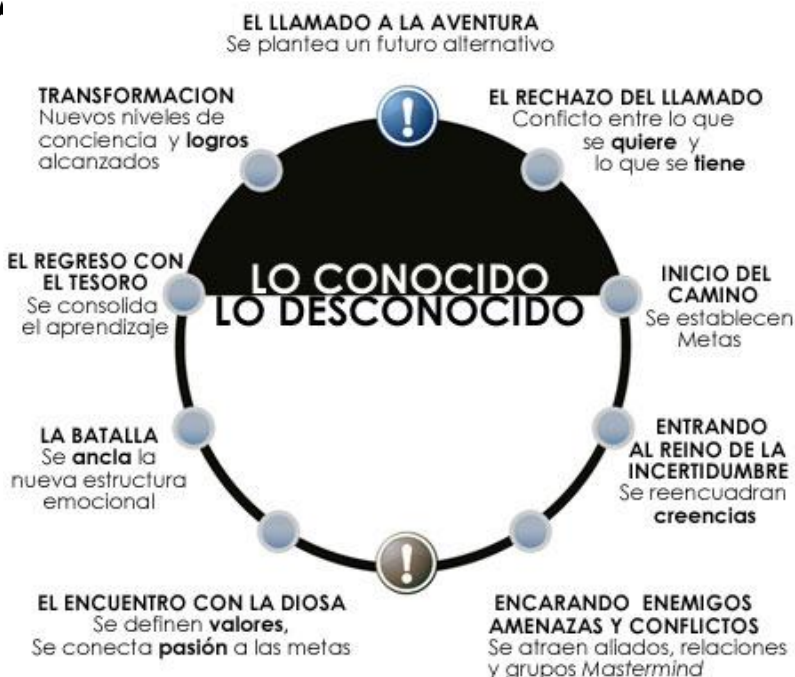 EL LLAMADO A LA AVENTURA
Se plantea un futuro alternativo
EL RECHAZO DEL LLAMADO
Conficto entre lo que
se quiere y
lo que se tiene
INICIO DEL
CAMINO
Se establecen
Metas
ENTRANDO
AL REINO DE LA
INCERTIDUMBRE
Se reencuadran
creencias
ENCARANDO ENEMIGOS
AMENAZAS Y CONFLICTOS
Se atraen aliados, relaciones
y grupos Mastermind
EL ENCUENTRO CON LA DIOSA
Se definen valores,
Se conecta pasión a las metas
LA BATALLA
Se ancla la
nueva estructura
emocional
EL REGRESO CON
EL TESORO
Se consolida
el aprendizaje
TRANSFORMACION
Nuevos niveles de
conciencia y logros
alcanzados
LO CONOCIDO
LO DESCONOCIDO